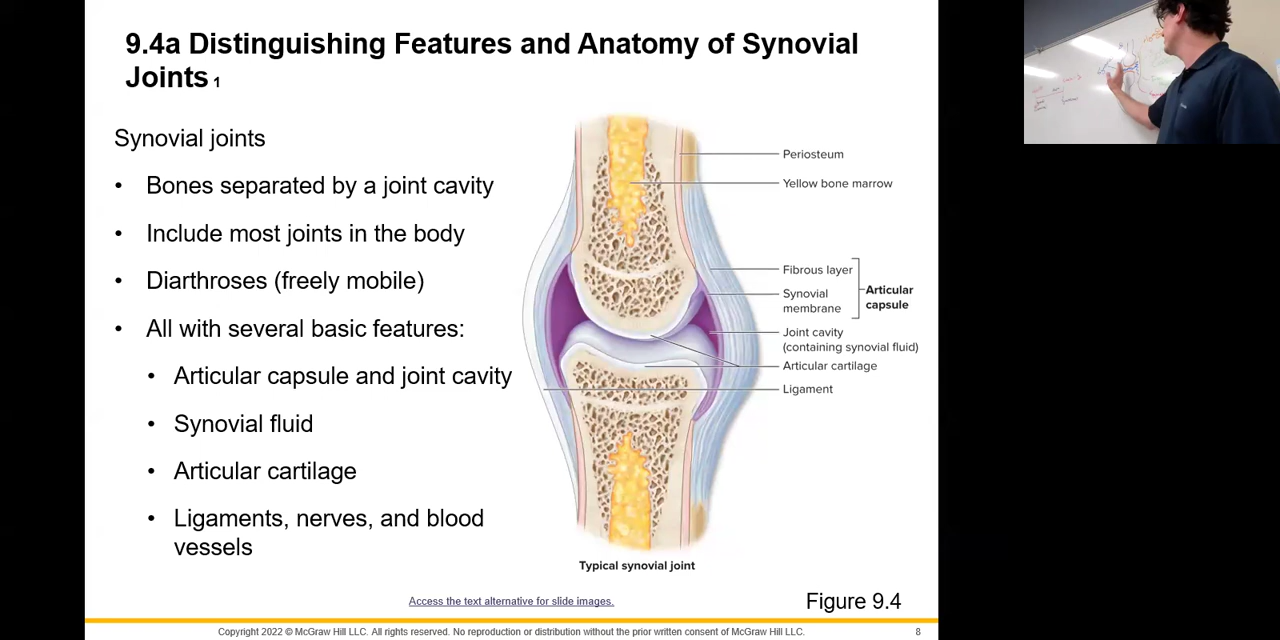 9.4a Distinguishing Features and Anatomy of Synovial
Joints 1
Synovial joints
• Bones separated by a joint cavity
• Include most joints in the body
• Diarthroses (freely mobile)
• All with several basic features:
• Articular capsule and joint cavity
• Synovial fluid
• Articular cartilage
• Ligaments, nerves, and blood
vessels
Periosteum
Yellow bone marrow
Fibrous layer
Synovial
membrane
Articular
capsule
Joint cavity
(containing synovial fluid)
Articular cartilage
Ligament
Typical synovial joint
Access the text alternative for slide images.
Figure 9.4
Copyright 2022 © McGraw Hill LLC. All rights reserved. No reproduction or distribution without the prior written consent of McGraw Hill LLC.
8